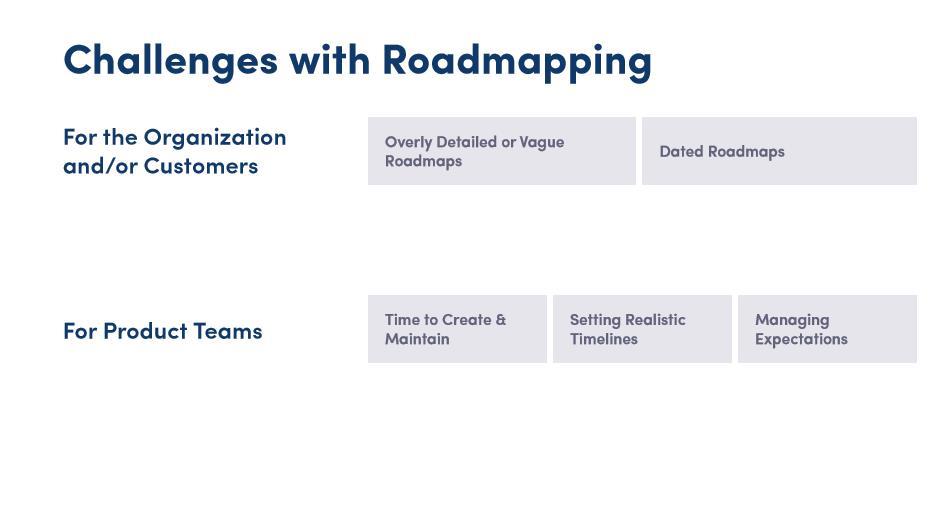 Challenges with Roadmapping
For the Organization
and/or Customers
Overly Detailed or Vague
Roadmaps
Dated Roadmaps
For Product Teams
Time to Create &
Maintain
Setting Realistic
Timelines
Managing
Expectations